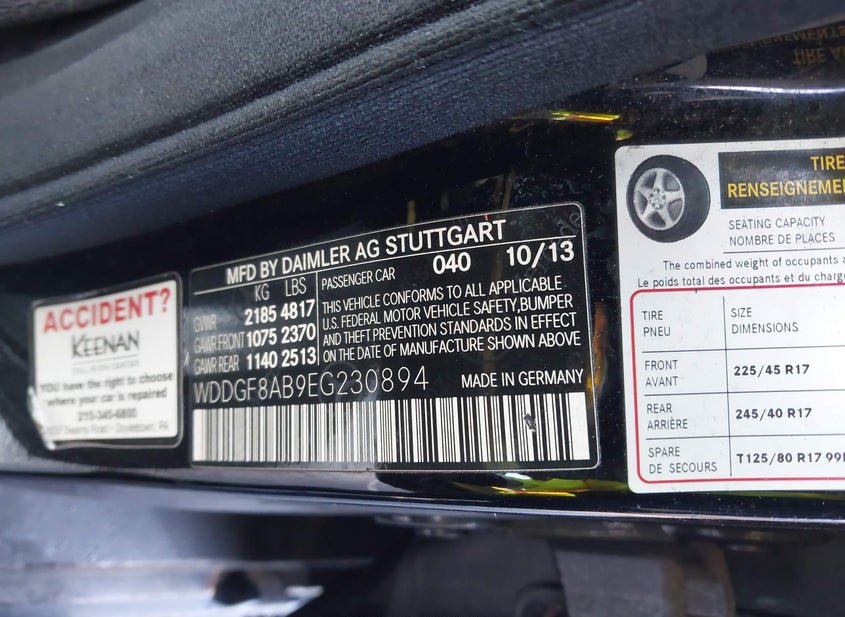 ACCIDENT?
KEENAN
YOU have the right to choose
where your car is repaired
215-345-6800
Doylestown, PA
MFD BY DAIMLER AG STUTTGART
KG LBS
GVWR 2185 4817
GAWR FRONT 1075 2370
GAWR REAR 1140 2513
PASSENGER CAR 040 10/13
THIS VEHICLE CONFORMS TO ALL APPLICABLE
U.S. FEDERAL MOTOR VEHICLE SAFETY, BUMPER
AND THEFT PREVENTION STANDARDS IN EFFECT
ON THE DATE OF MANUFACTURE SHOWN ABOVE
WDDGF8AB9EG230894 MADE IN GERMANY
TIRE
RENSEIGNEME
SEATING CAPACITY
NOMBRE DE PLACES
The combined weight of occupants a
Le poids total des occupants et du charg
TIRE SIZE
PNEU DIMENSIONS
FRONT 225/45 R17
AVANT
REAR 245/40 R17
ARRIÈRE
SPARE T125/80 R17 99
DE SECOURS